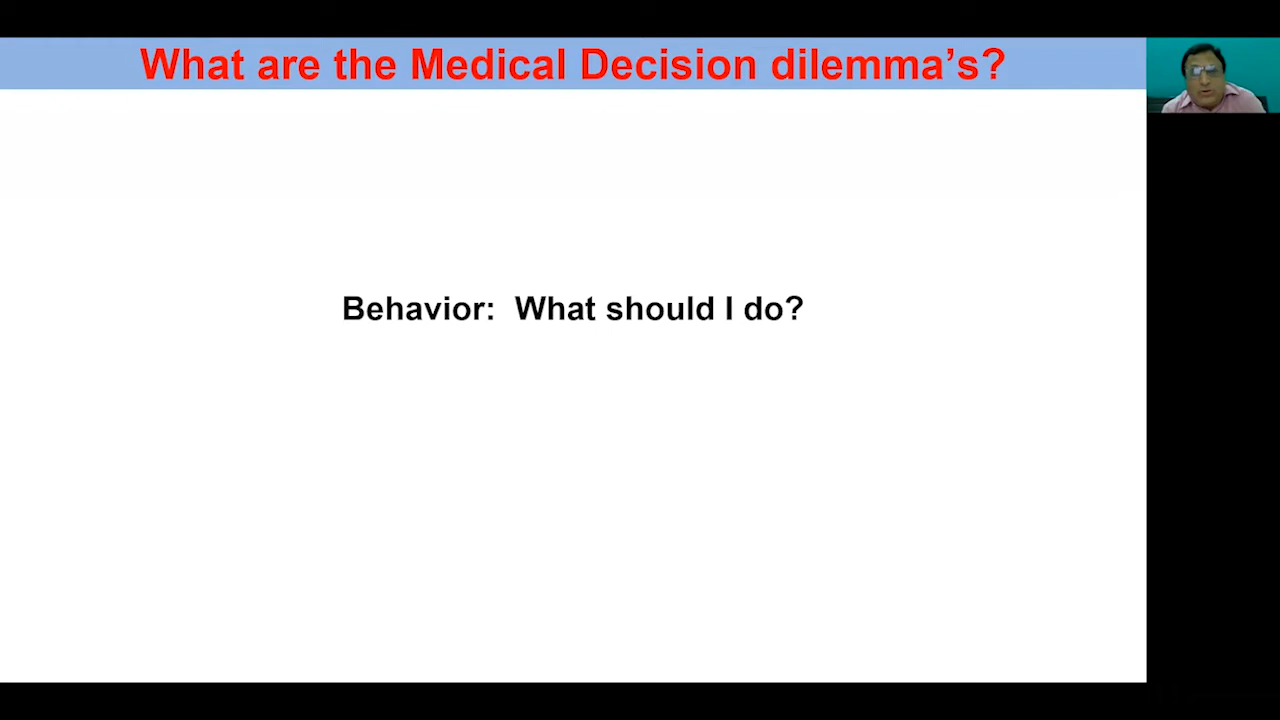 What are the Medical Decision dilemma’s?
Behavior: What should I do?